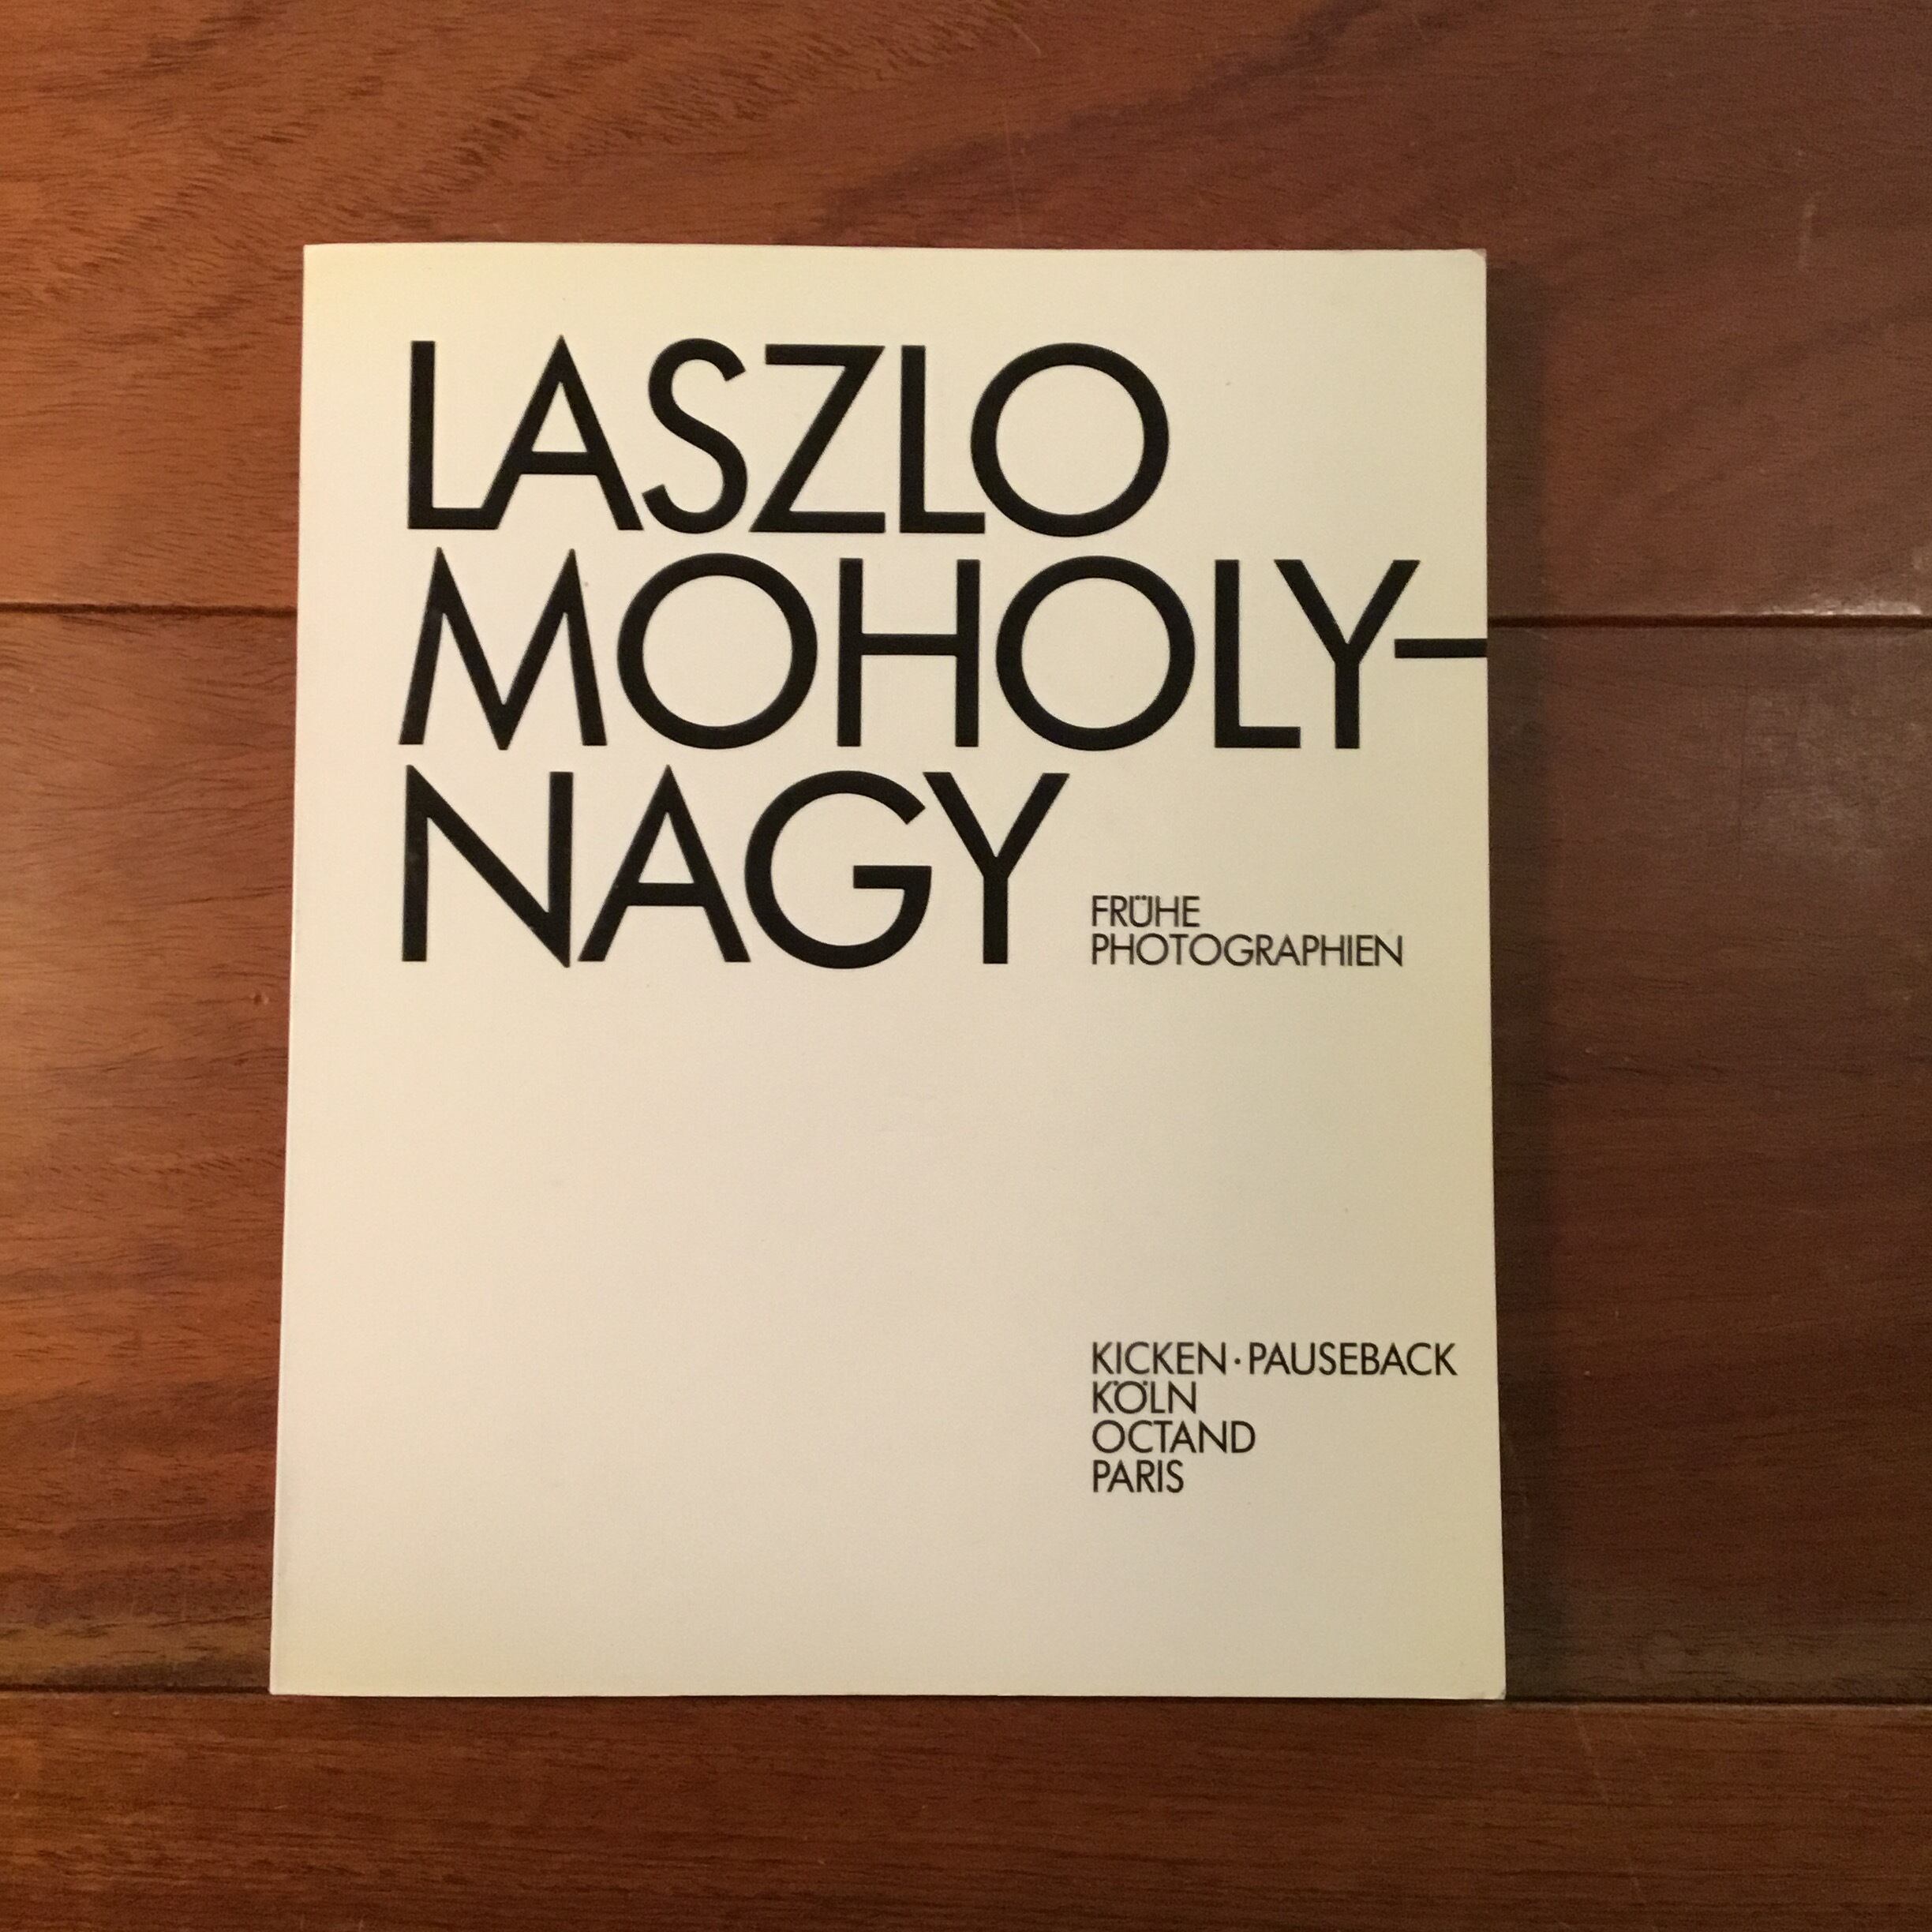 LASZLO
MOHOLY-
NAGY
FRÜHE
PHOTOGRAPHIEN
KICKEN·PAUSEBACK
KÖLN
OCTAND
PARIS